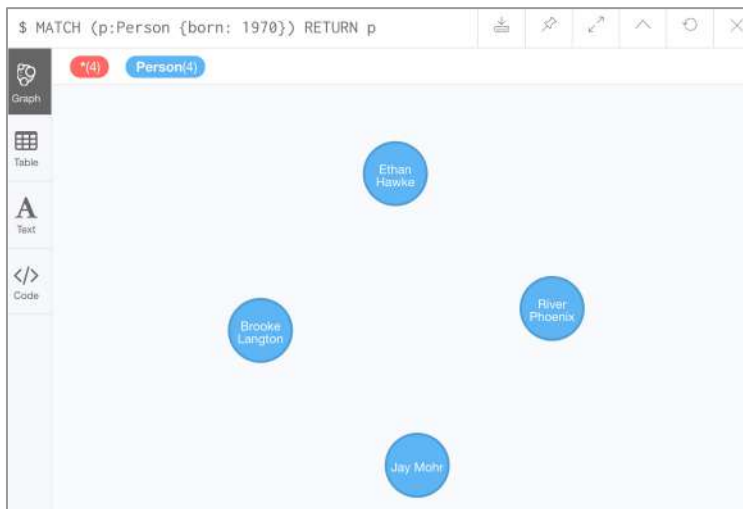 $ MATCH (p:Person {born: 1970}) RETURN p
*(4) Person(4)
Graph
Table
A
Text
</>
Code
Ethan
Hawke
River
Phoenix
Brooke
Langton
Jay Mohr